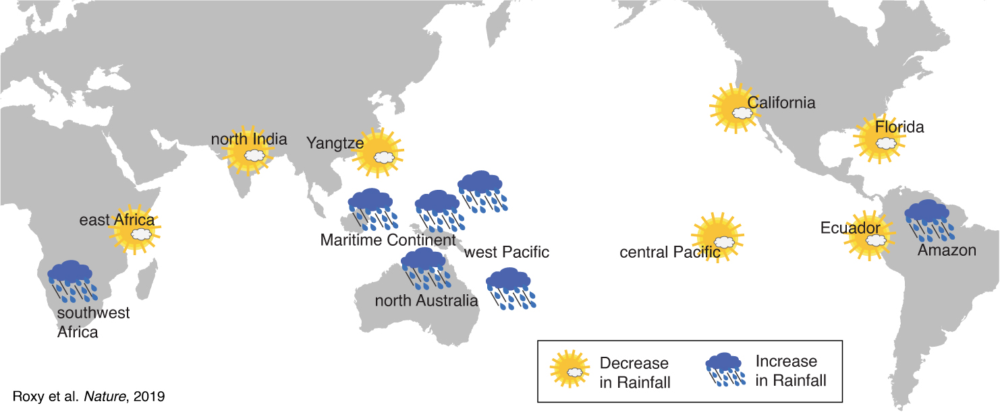 California
Florida
north India
Yangtze
east Africa
Maritime Continent
west Pacific
central Pacific
Ecuador
Amazon
north Australia
southwest
Africa
Decrease
in Rainfall
Increase
in Rainfall
Roxy et al. Nature, 2019